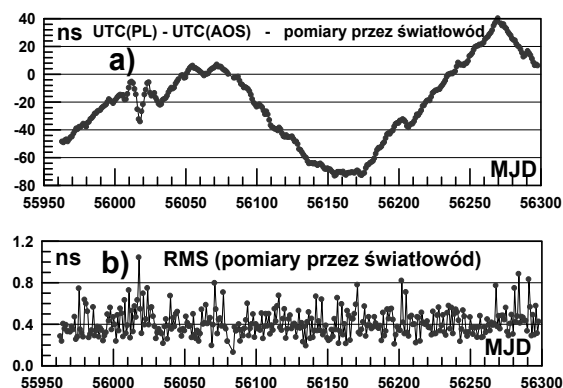 40
ns UTC(PL) - UTC(AOS) - pomiary przez światłowód
20
a)
0
-20
-40
-60
MJD
-80
55950 56000 56050 56100 56150 56200 56250 56300
1.2
ns b) RMS (pomiary przez światłowód)
0.8
0.4
MJD
0.0
55950 56000 56050 56100 56150 56200 56250 56300